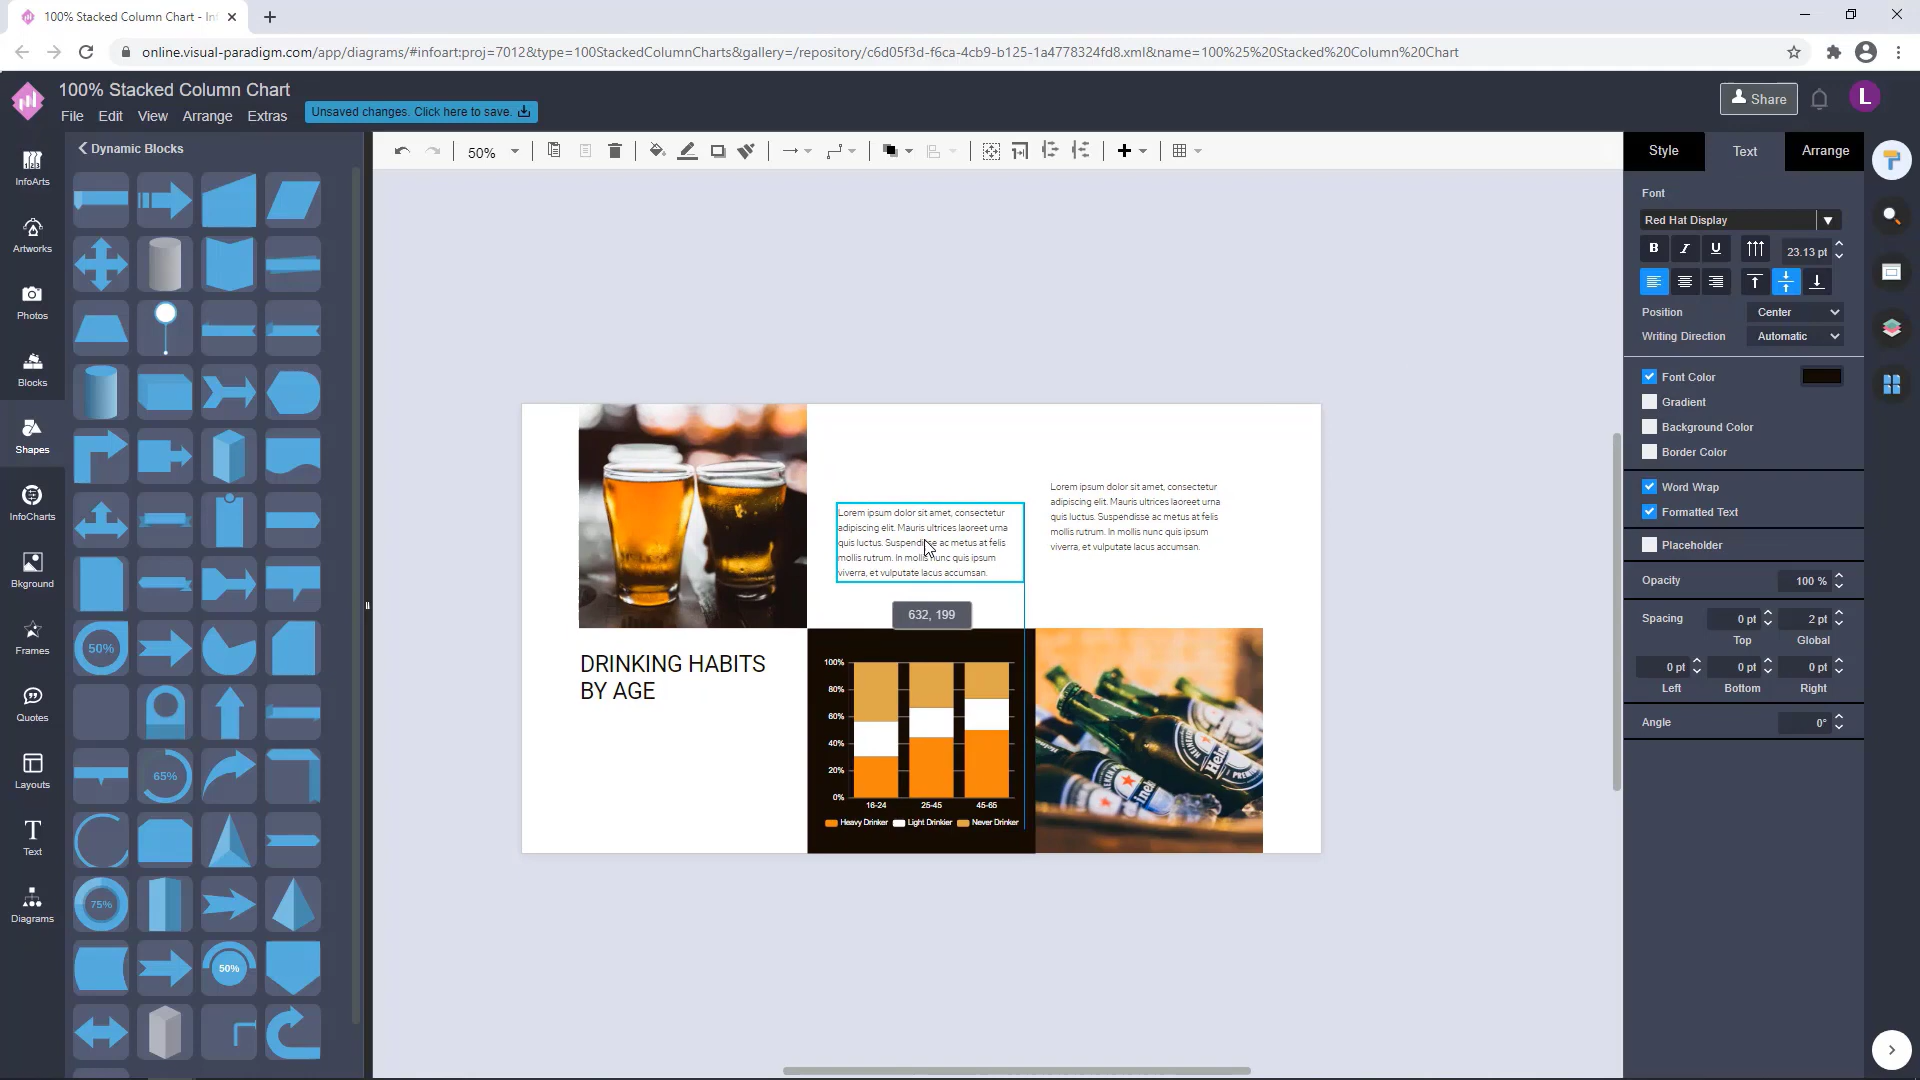 100% Stacked Column Chart - Inf
online.visual-paradigm.com/app/diagrams/#infoart:proj=7012&type=100StackedColumnCharts&gallery=/repository/c6d05f3d-f6ca-4cb9-b125-1a4778324fd8.xml&name=100%25%20Stacked%20Column%20Chart
100% Stacked Column Chart
File Edit View Arrange Extras
Unsaved changes. Click here to save.
Share
L
InfoArts
Artworks
Photos
Blocks
Shapes
InfoCharts
Bkground
Frames
Quotes
Layouts
T
Text
Diagrams
Dynamic Blocks
50%
65%
75%
50%
50%
Lorem ipsum dolor sit amet, consectetur
adipiscing elit. Mauris ultrices laoreet urna
quis luctus. Suspendisse ac metus at felis
mollis rutrum. In mollis nunc quis ipsum
viverra, et vulputate lacus accumsan.
Lorem ipsum dolor sit amet, consectetur
adipiscing elit. Mauris ultrices laoreet urna
quis luctus. Suspendisse ac metus at felis
mollis rutrum. In mollis nunc quis ipsum
viverra, et vulputate lacus accumsan.
632, 199
DRINKING HABITS
BY AGE
100%
80%
60%
40%
20%
0%
16-24 25-45 45-65
Heavy Drinker Light Drinkier Never Drinker
HEINEKEN
Heineken
PREMIUM
Style Text Arrange
Font
Red Hat Display
B I U 23.13 pt
Position Center
Writing Direction Automatic
Font Color
Gradient
Background Color
Border Color
Word Wrap
Formatted Text
Placeholder
Opacity 100 %
Spacing 0 pt 2 pt
Top Global
0 pt 0 pt 0 pt
Left Bottom Right
Angle 0°